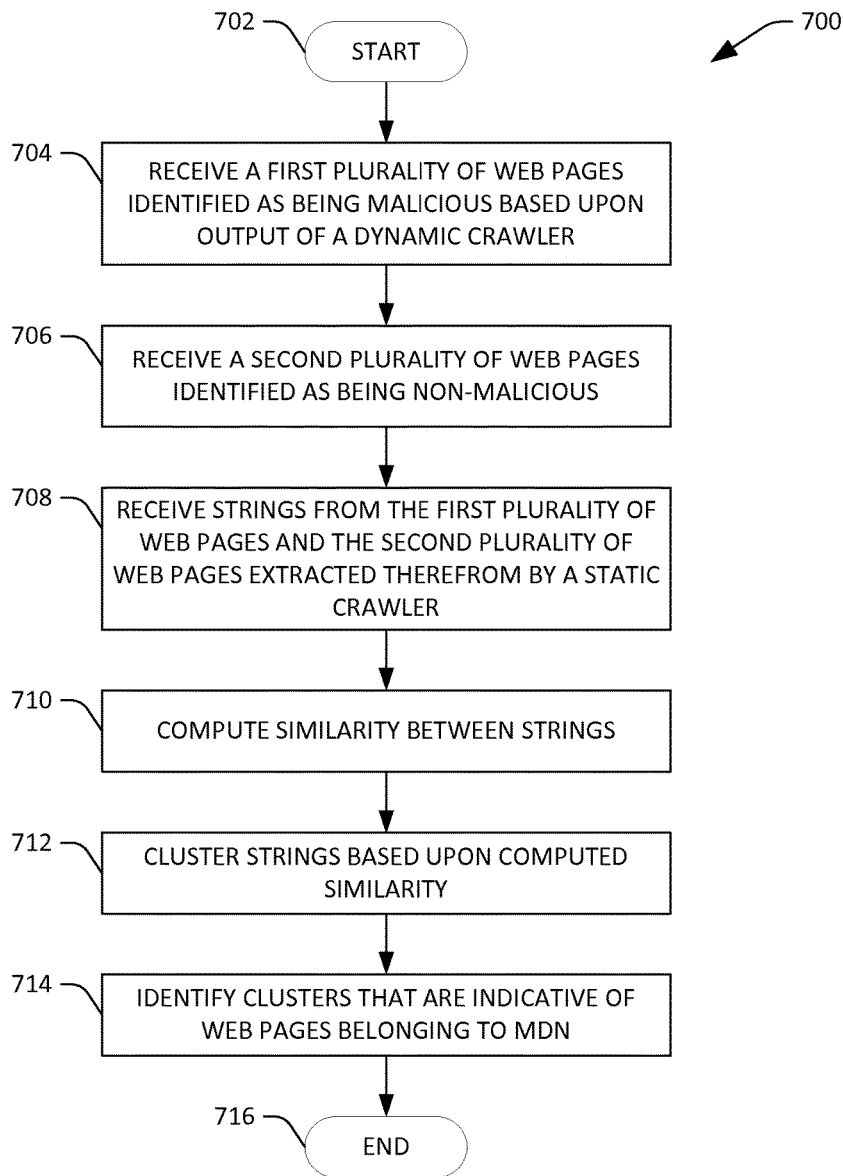 702
START
700
704
RECEIVE A FIRST PLURALITY OF WEB PAGES
IDENTIFIED AS BEING MALICIOUS BASED UPON
OUTPUT OF A DYNAMIC CRAWLER
706
RECEIVE A SECOND PLURALITY OF WEB PAGES
IDENTIFIED AS BEING NON-MALICIOUS
708
RECEIVE STRINGS FROM THE FIRST PLURALITY OF
WEB PAGES AND THE SECOND PLURALITY OF
WEB PAGES EXTRACTED THEREFROM BY A STATIC
CRAWLER
710
COMPUTE SIMILARITY BETWEEN STRINGS
712
CLUSTER STRINGS BASED UPON COMPUTED
SIMILARITY
714
IDENTIFY CLUSTERS THAT ARE INDICATIVE OF
WEB PAGES BELONGING TO MDN
716
END